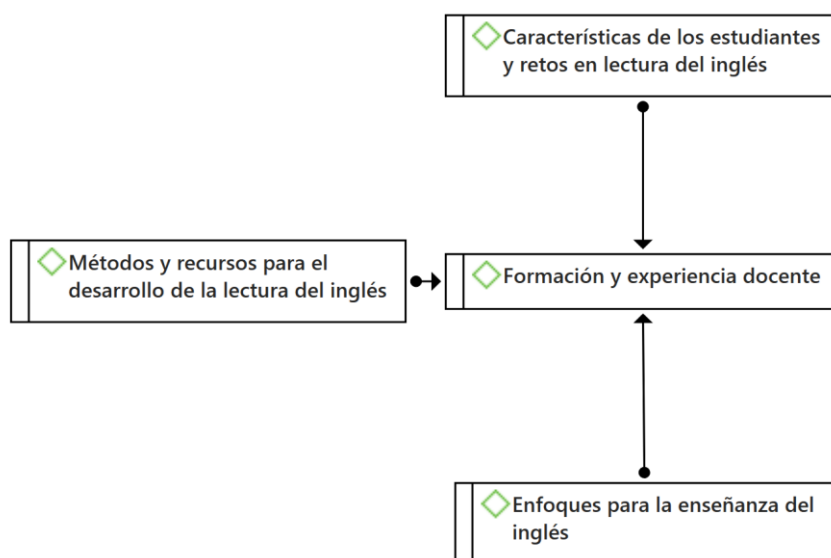 Características de los estudiantes
y retos en lectura del inglés
Métodos y recursos para el
desarrollo de la lectura del inglés
Formación y experiencia docente
Enfoques para la enseñanza del
inglés